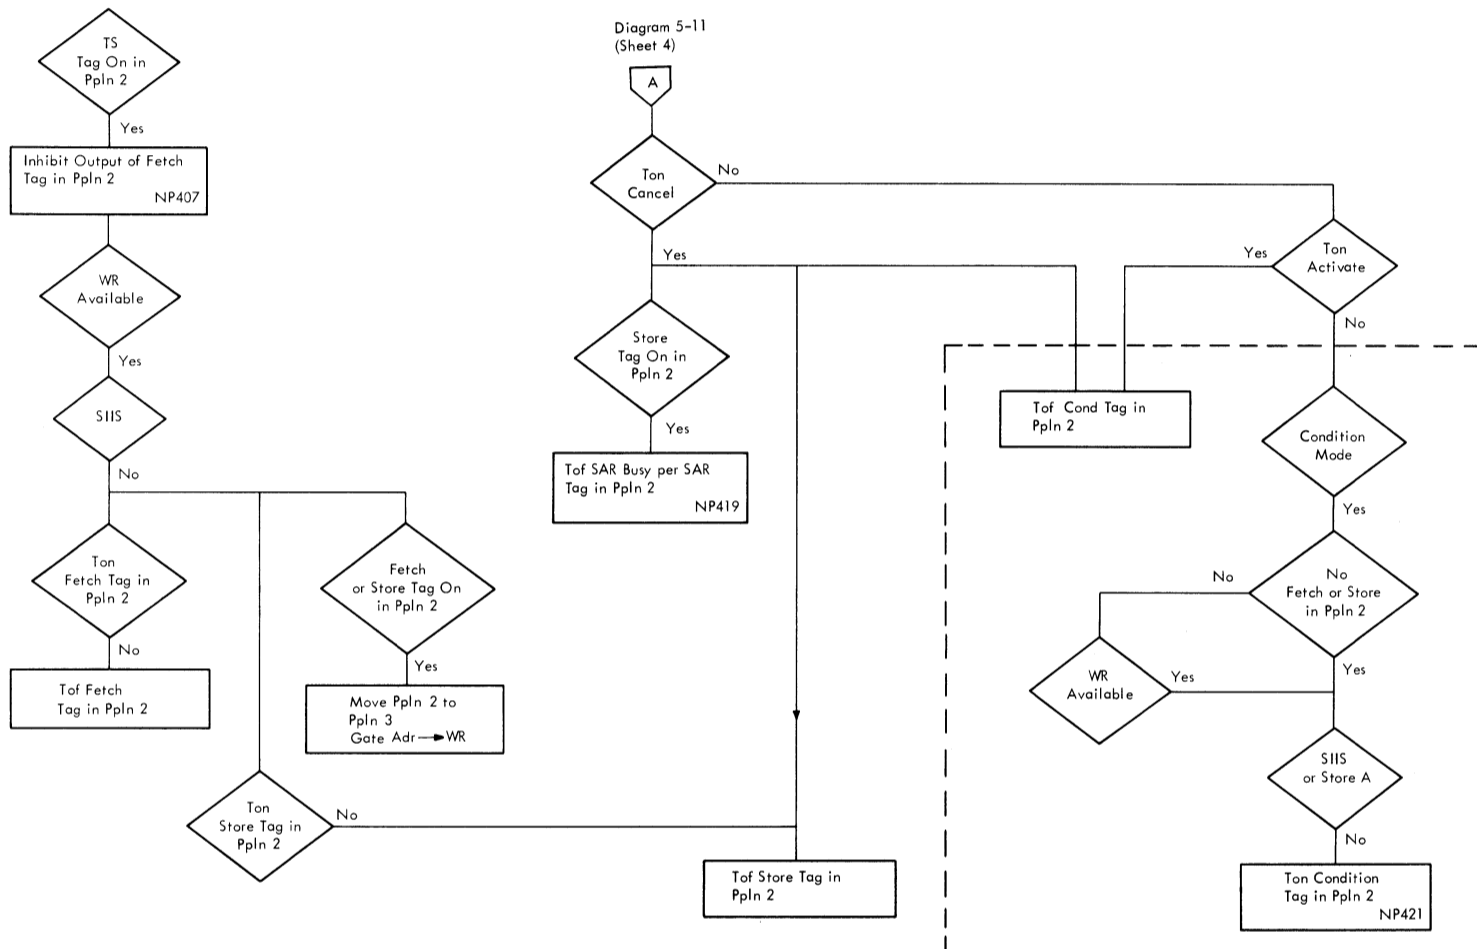 TS
Tag On in
Ppln 2
Yes
Inhibit Output of Fetch
Tag in Ppln 2
NP407
WR
Available
Yes
SIIS
No
Ton
Fetch Tag in
Ppln 2
No
Tof Fetch
Tag in Ppln 2
Fetch
or Store Tag On
in Ppln 2
Yes
Move Ppln 2 to
Ppln 3
Gate Adr → WR
Ton
Store Tag in
Ppln 2
No
Diagram 5-11
(Sheet 4)
A
Ton
Cancel
No
Yes
Store
Tag On in
Ppln 2
Yes
Tof SAR Busy per SAR
Tag in Ppln 2
NP419
Tof Store Tag in
Ppln 2
Ton
Activate
Yes
No
Tof Cond Tag in
Ppln 2
Condition
Mode
Yes
No
Fetch or Store
in Ppln 2
No
Yes
WR
Available
Yes
SIIS
or Store A
No
Ton Condition
Tag in Ppln 2
NP421